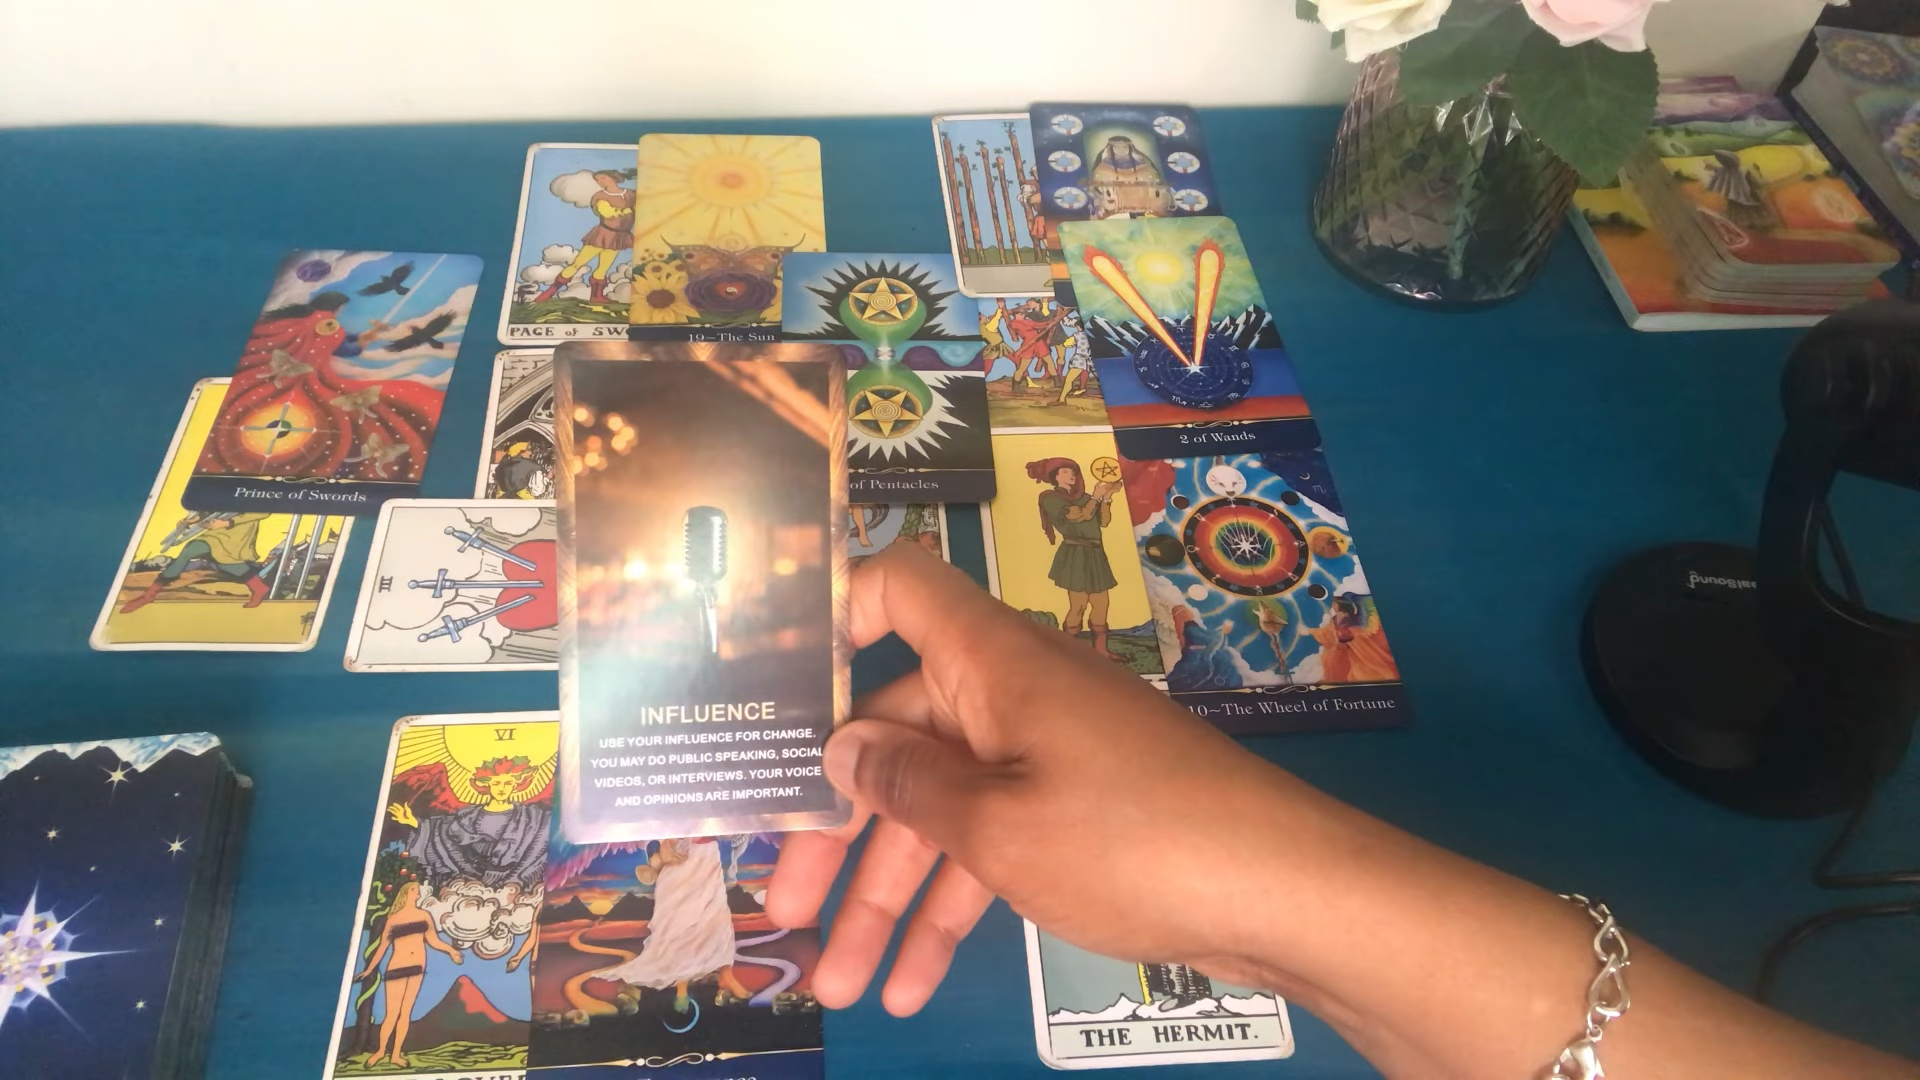 PAGE of SW
19~The Sun
of Pentacles
2 of Wands
Prince of Swords
III
10~The Wheel of Fortune
VI
INFLUENCE
USE YOUR INFLUENCE FOR CHANGE.
YOU MAY DO PUBLIC SPEAKING, SOCIAL
VIDEOS, OR INTERVIEWS. YOUR VOICE
AND OPINIONS ARE IMPORTANT.
THE HERMIT.